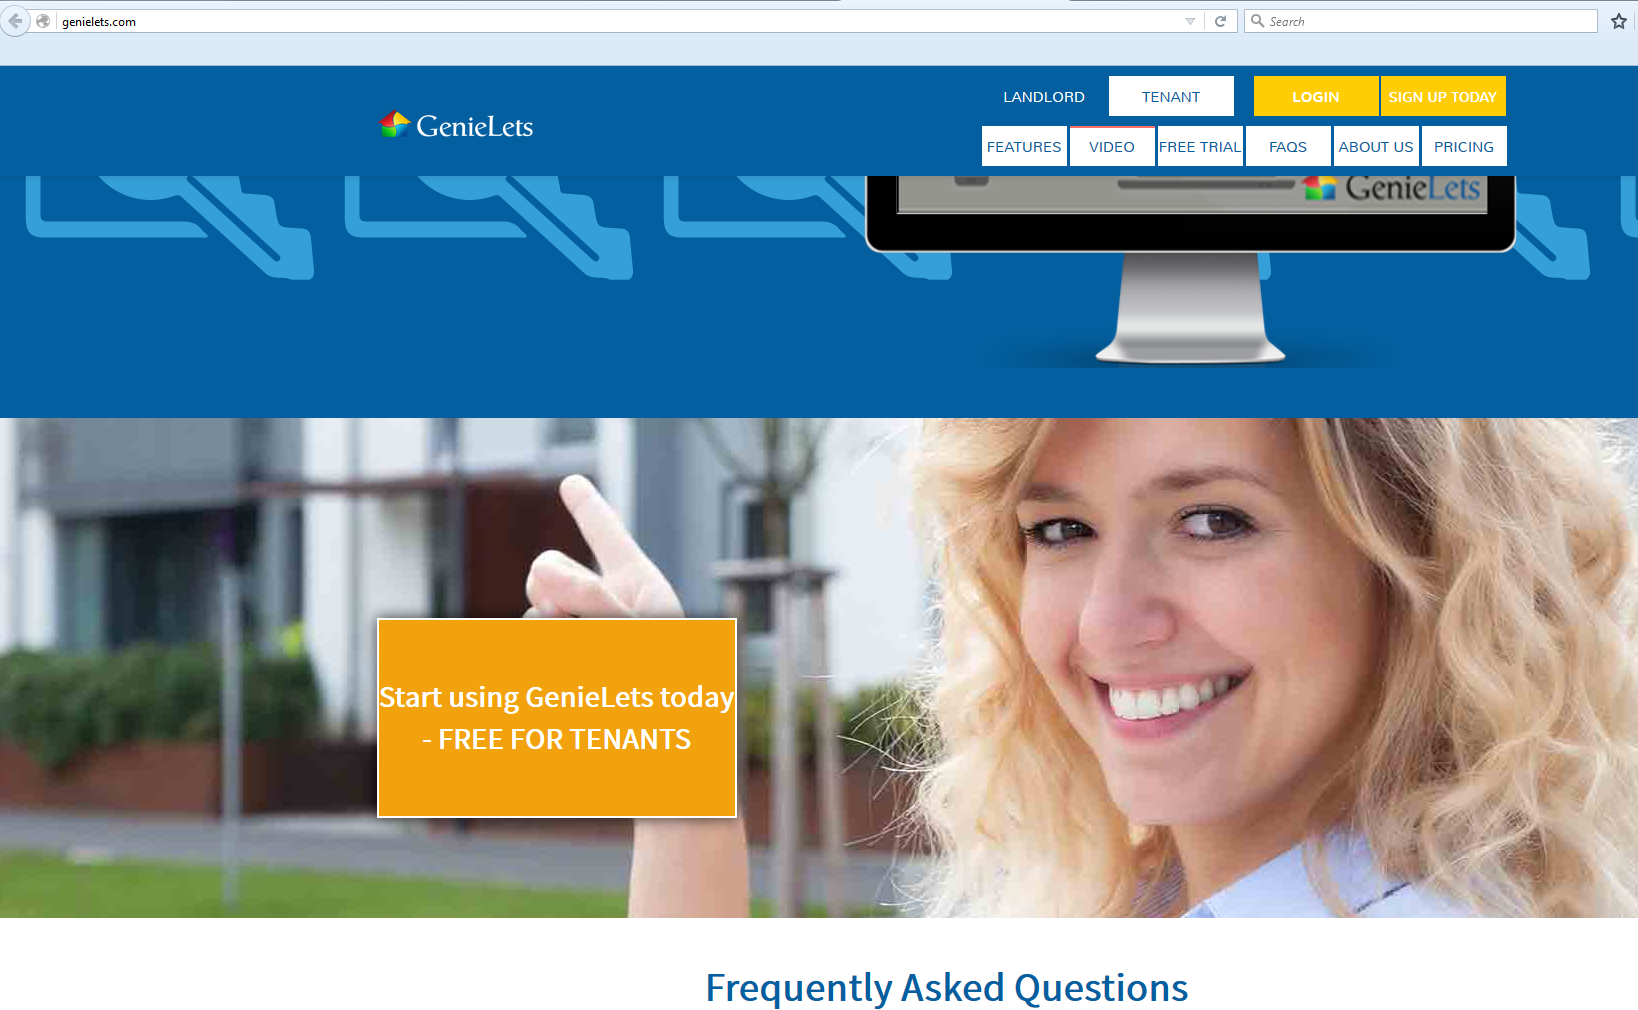 genielets.com
Search
LANDLORD
TENANT
LOGIN
SIGN UP TODAY
GenieLets
FEATURES
VIDEO
FREE TRIAL
FAQS
ABOUT US
PRICING
GenieLets
Start using GenieLets today
- FREE FOR TENANTS
Frequently Asked Questions